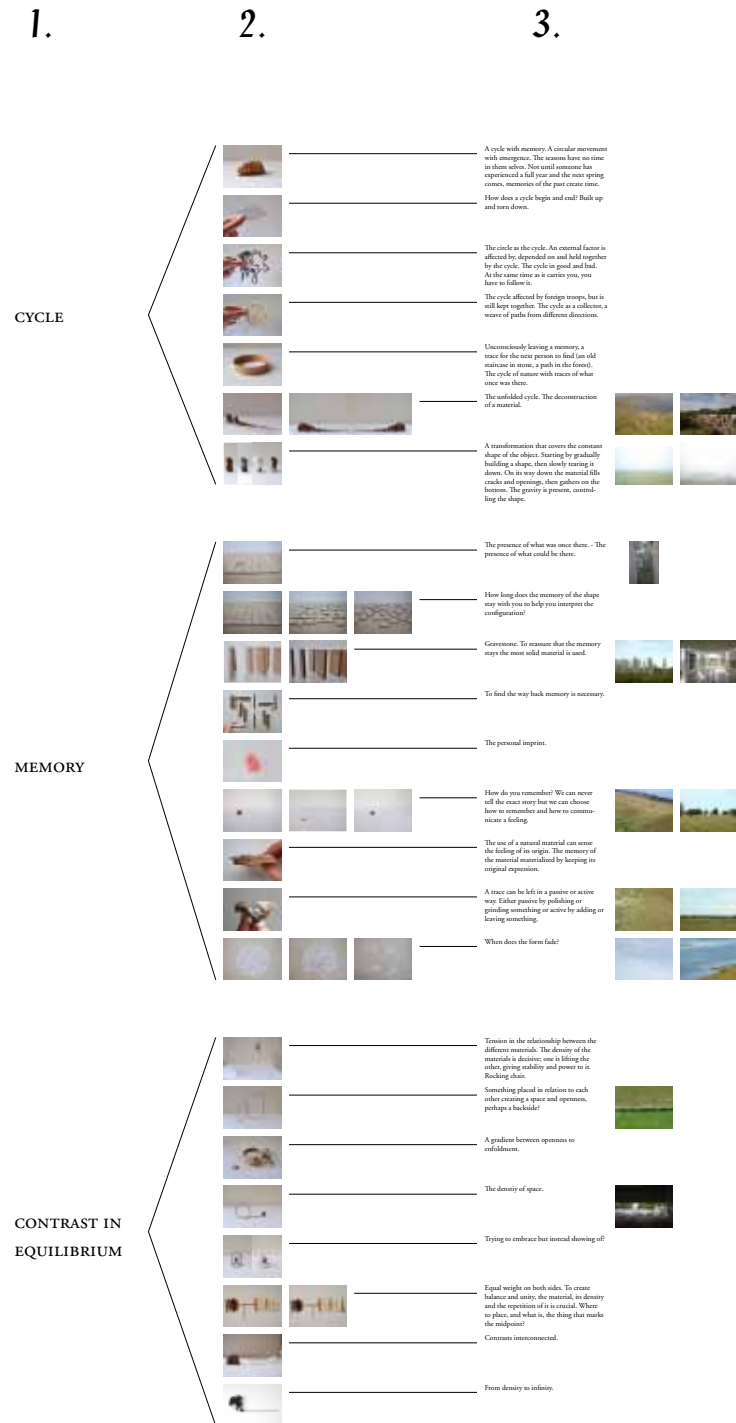 1.
2.
3.
CYCLE
A cycle with memory. A circular movement
with emergence. The seasons have no time
in them selves. Not until someone has
experienced a full year and the next spring
comes, memories of the past create time.
How does a cycle begin and end? Built up
and torn down.
The circle as the cycle. An external factor is
affected by, depended on and held together
by the cycle. The cycle in good and bad.
At the same time as it carries you, you
have to follow it.
The cycle affected by foreign troops, but is
still kept together. The cycle as a collector, a
weave of paths from different directions.
Unconsciously leaving a memory, a
trace for the next person to find (an old
staircase in stone, a path in the forest).
The cycle of nature with traces of what
once was there.
The unfolded cycle. The deconstruction
of a material.
A transformation that covers the constant
shape of the object. Starting by gradually
building a shape, then slowly tearing it
down. On its way down the material fills
cracks and openings, then gathers on the
bottom. The gravity is present, control-
ling the shape.
MEMORY
The presence of what was once there. - The
presence of what could be there.
How long does the memory of the shape
stay with you to help you interpret the
configuration?
Gravestone. To reassure that the memory
stays the most solid material is used.
To find the way back memory is necessary.
The personal imprint.
How do you remember? We can never
tell the exact story but we can choose
how to remember and how to commu-
nicate a feeling.
The use of a natural material can sense
the feeling of its origin. The memory of
the material materialized by keeping its
original expression.
A trace can be left in a passive or active
way. Either passive by polishing or
grinding something or active by adding or
leaving something.
When does the form fade?
CONTRAST IN
EQUILIBRIUM
Tension in the relationship between the
different materials. The density of the
materials is decisive; one is lifting the
other, giving stability and power to it.
Rocking chair.
Something placed in relation to each
other creating a space and openness,
perhaps a backside?
A gradient between openness to
enfoldment.
The denstiy of space.
Trying to embrace but instead showing of?
Equal weight on both sides. To create
balance and unity, the material, its density
and the repetition of it is crucial. Where
to place, and what is, the thing that marks
the midpoint?
Contrasts interconnected.
From density to infinity.